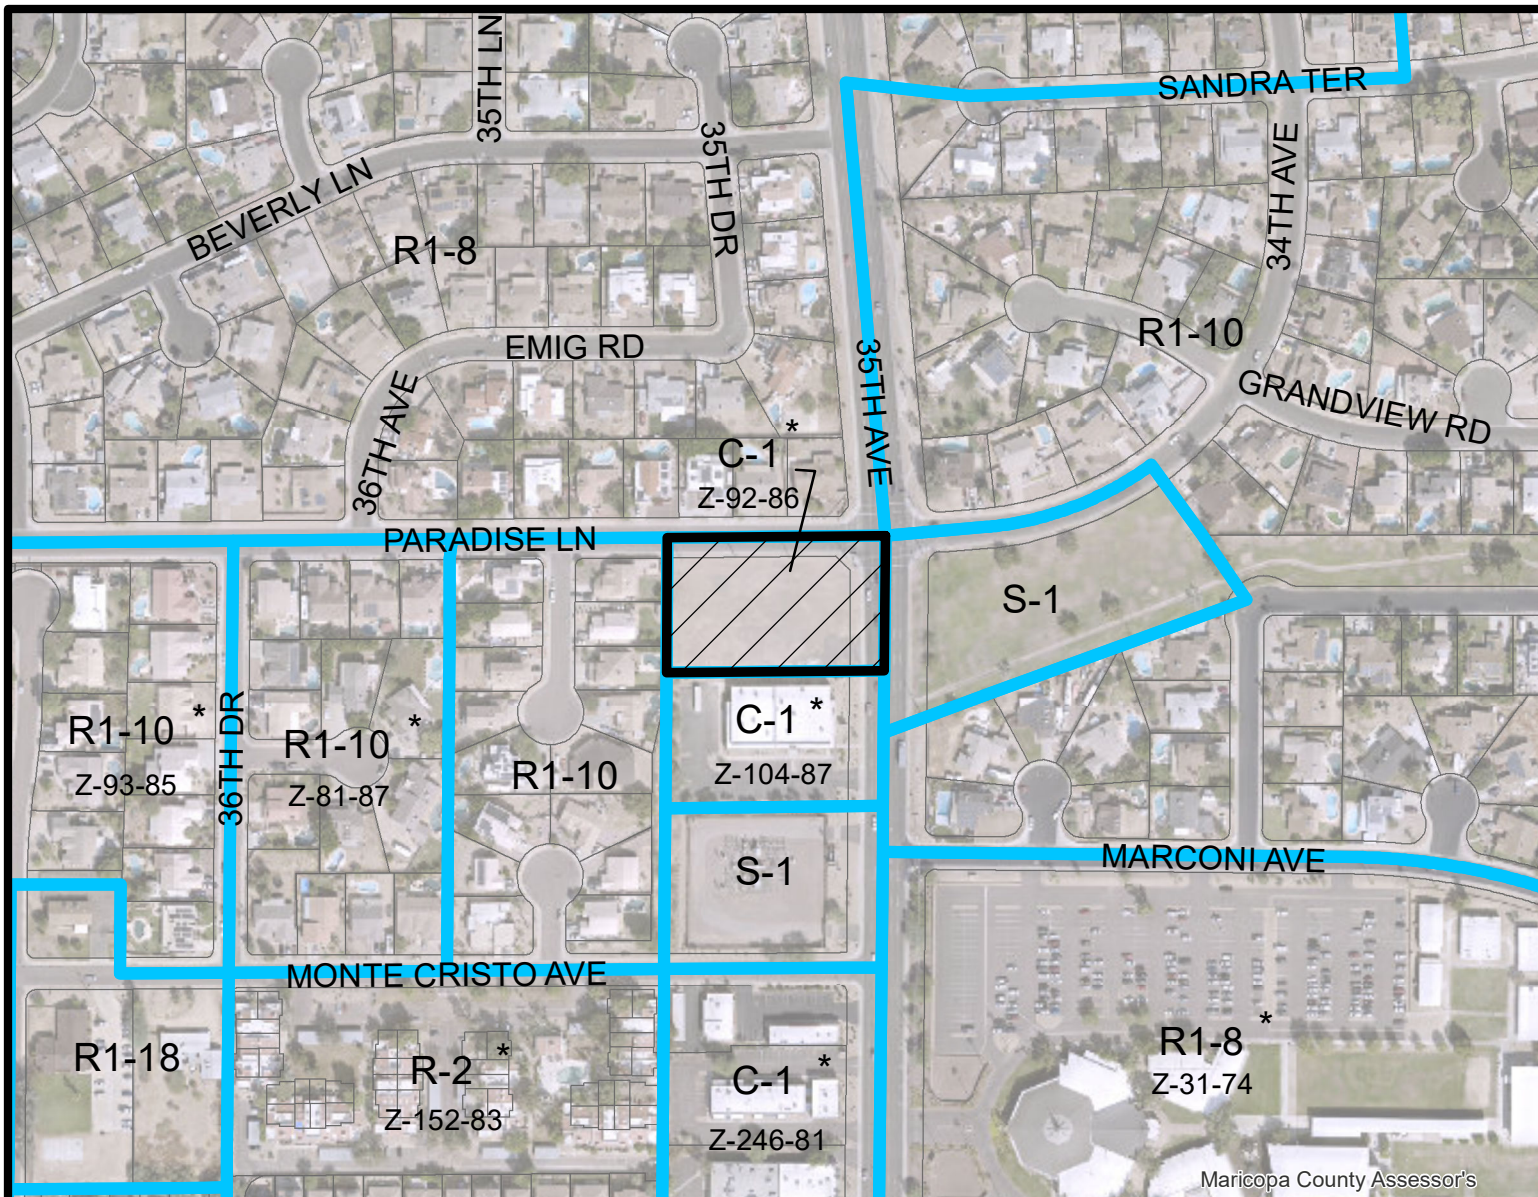 35TH LN
SANDRA TER
35TH DR
34TH AVE
BEVERLY LN
R1-8
R1-10
EMIG RD
35TH AVE
GRANDVIEW RD
36TH AVE
C-1 *
Z-92-86
PARADISE LN
S-1
R1-10 *
Z-93-85
36TH DR
R1-10 *
Z-81-87
R1-10
C-1 *
Z-104-87
S-1
MARCONI AVE
MONTE CRISTO AVE
R1-18
R-2 *
Z-152-83
C-1 *
Z-246-81
R1-8 *
Z-31-74
Maricopa County Assessor's